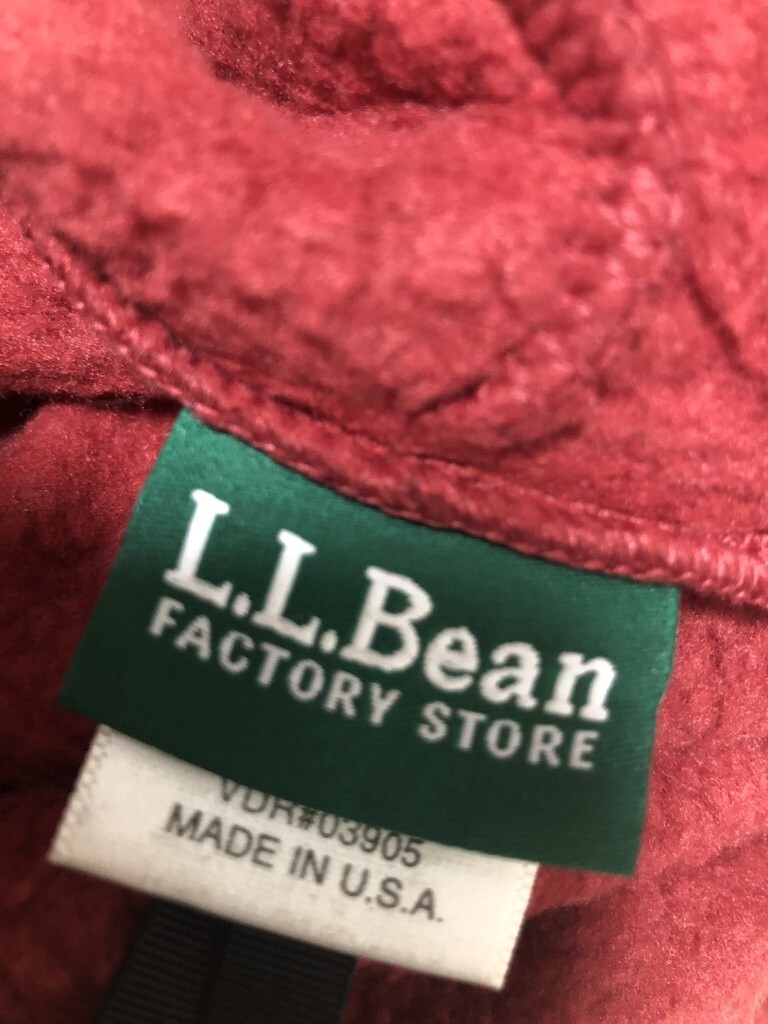 L.L.Bean
FACTORY STORE
VDR#03905
MADE IN U.S.A.